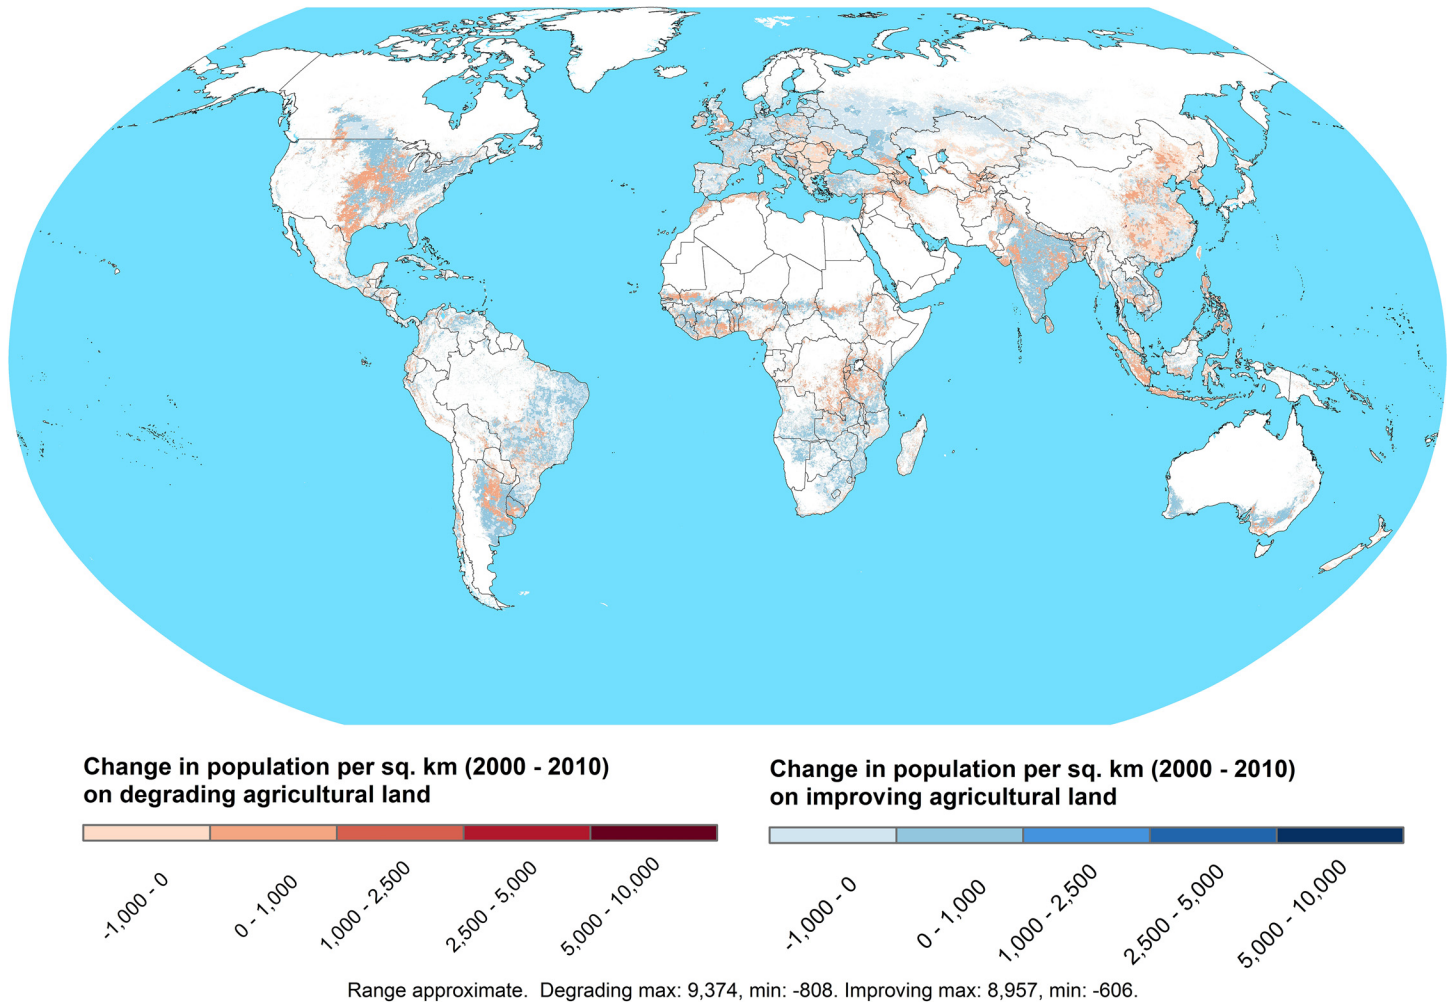 Change in population per sq. km (2000 - 2010)
on degrading agricultural land
-1,000 - 0
0 - 1,000
1,000 - 2,500
2,500 - 5,000
5,000 - 10,000
Change in population per sq. km (2000 - 2010)
on improving agricultural land
-1,000 - 0
0 - 1,000
1,000 - 2,500
2,500 - 5,000
5,000 - 10,000
Range approximate.  Degrading max: 9,374, min: -808. Improving max: 8,957, min: -606.